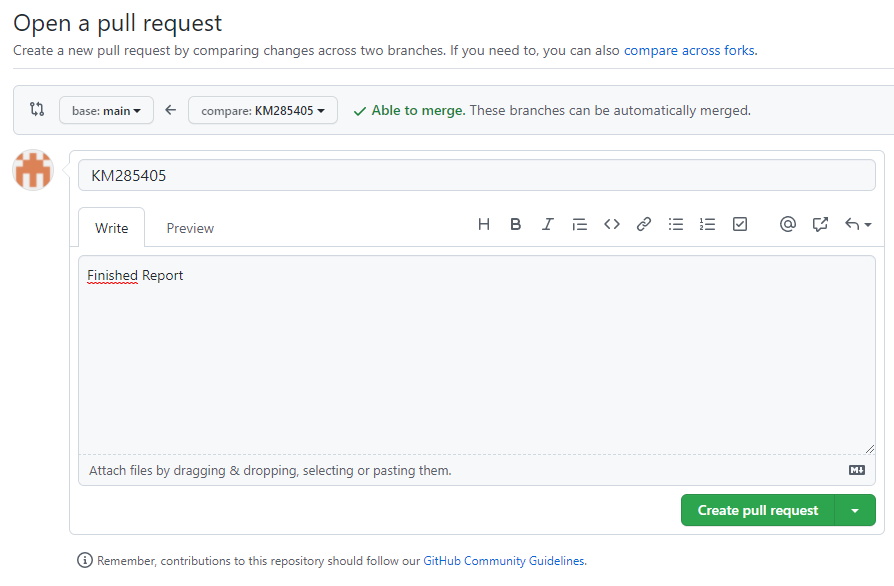 Open a pull request
Create a new pull request by comparing changes across two branches. If you need to, you can also compare across forks.
base: main compare: KM285405 Able to merge. These branches can be automatically merged.
KM285405
Write Preview
Finished Report
Attach files by dragging & dropping, selecting or pasting them.
Create pull request
Remember, contributions to this repository should follow our GitHub Community Guidelines.